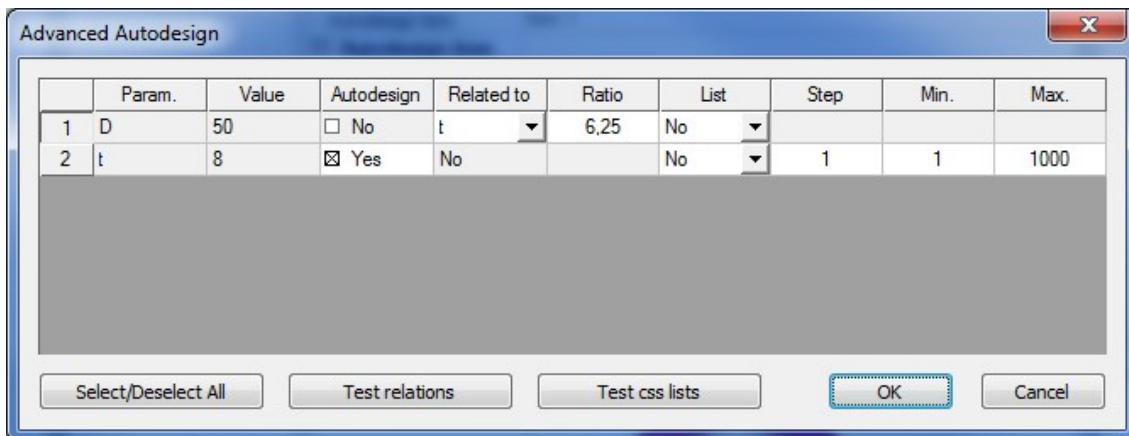 Advanced Autodesign
Param. Value Autodesign Related to Ratio List Step Min. Max.
1 D 50 No t 6,25 No
2 t 8 Yes No No 1 1 1000
Select/Deselect All Test relations Test css lists OK Cancel